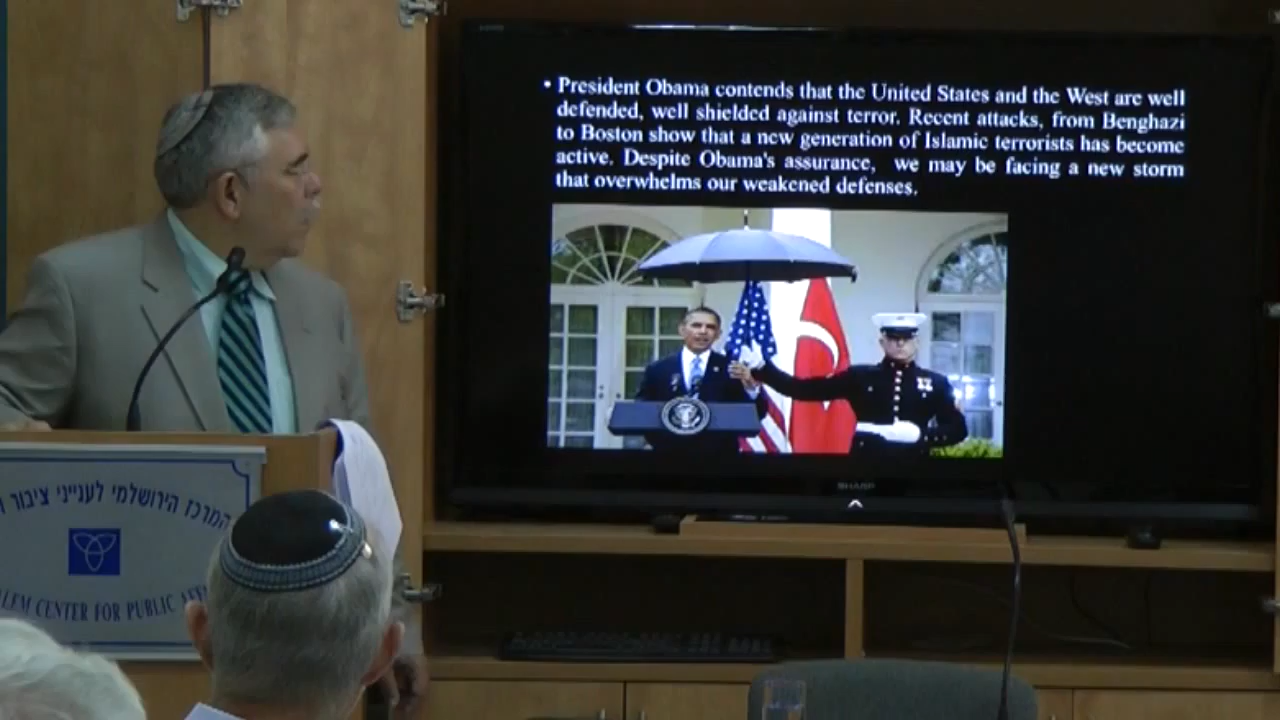 • President Obama contends that the United States and the West are well
defended, well shielded against terror. Recent attacks, from Benghazi
to Boston show that a new generation of Islamic terrorists has become
active. Despite Obama's assurance, we may be facing a new storm
that overwhelms our weakened defenses.
SHARP
המרכז הירושלמי לענייני ציבור
CENTER FOR PUBLIC